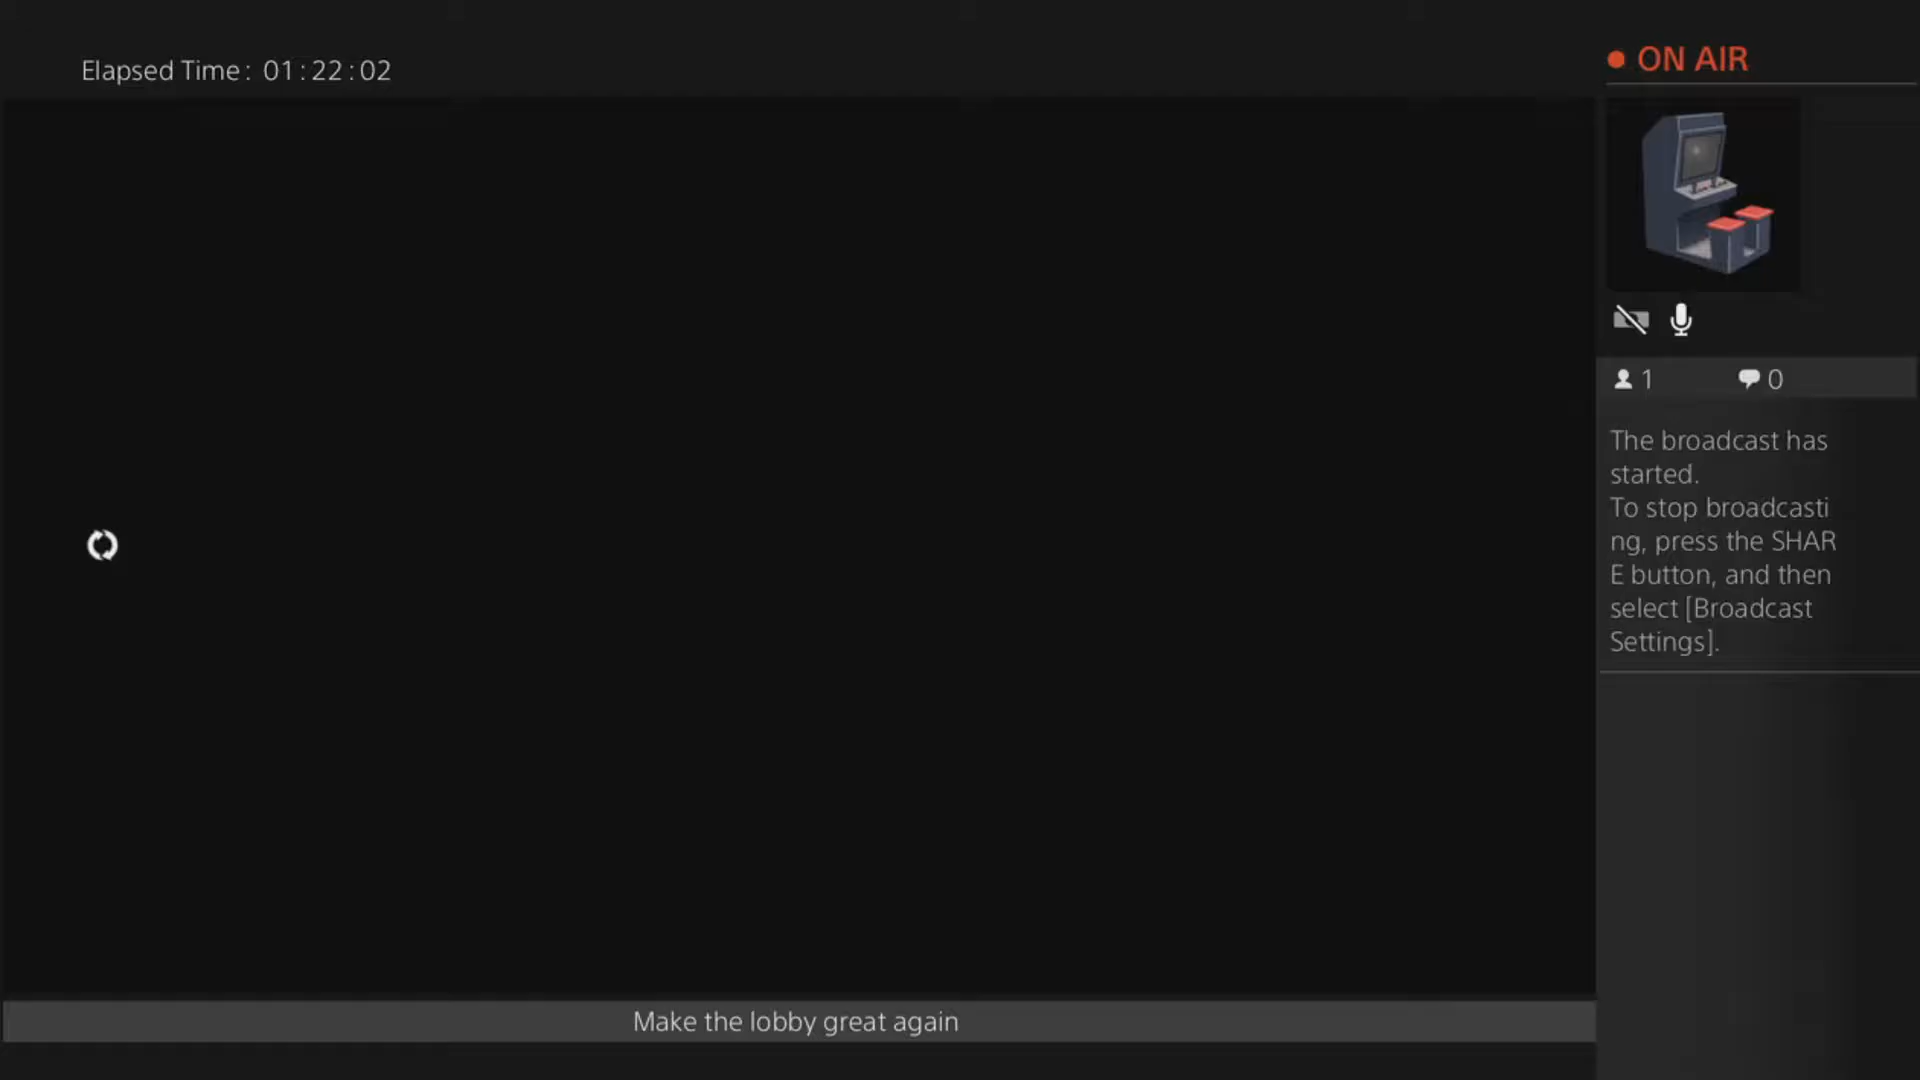 Elapsed Time: 01:22:02
ON AIR
1 0
The broadcast has
started.
To stop broadcasti
ng, press the SHAR
E button, and then
select [Broadcast
Settings].
Make the lobby great again